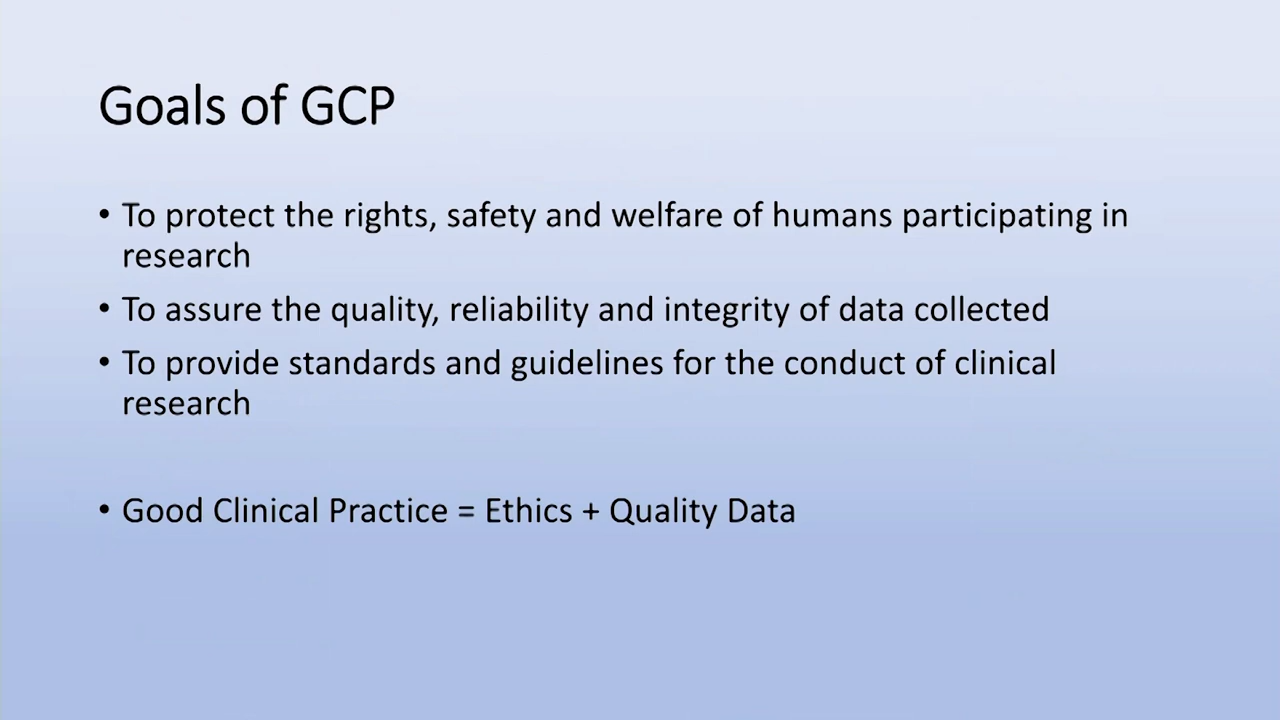 Goals of GCP
• To protect the rights, safety and welfare of humans participating in
research
• To assure the quality, reliability and integrity of data collected
• To provide standards and guidelines for the conduct of clinical
research
• Good Clinical Practice = Ethics + Quality Data